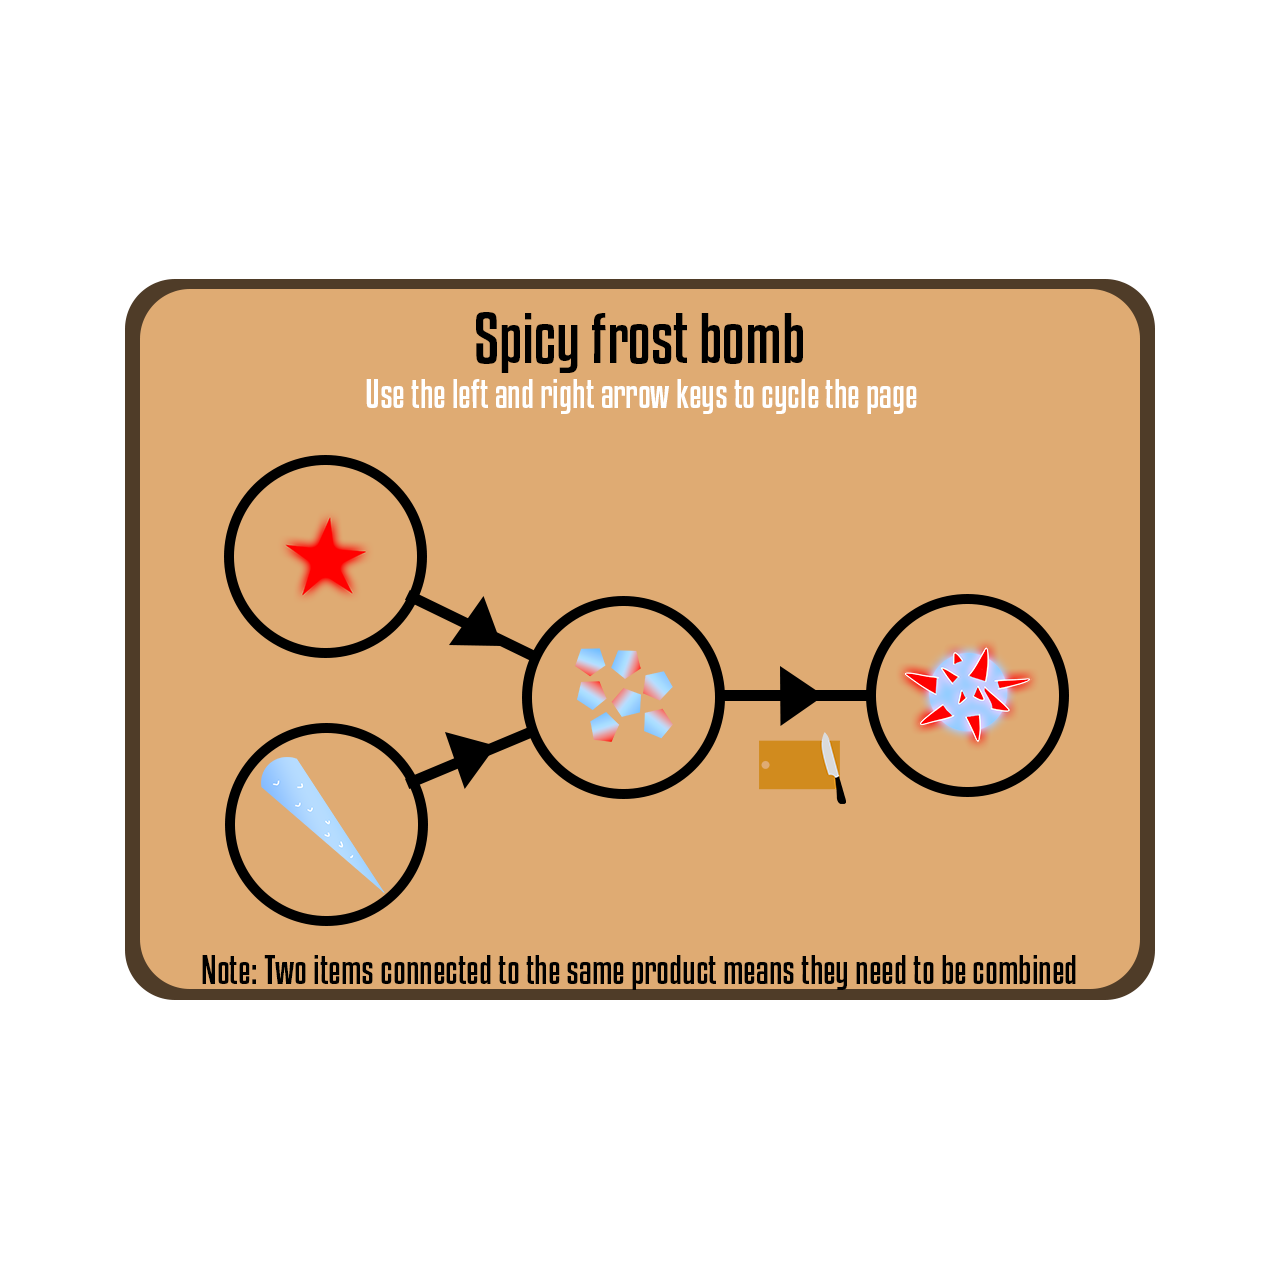 Spicy frost bomb
Use the left and right arrow keys to cycle the page
Note: Two items connected to the same product means they need to be combined